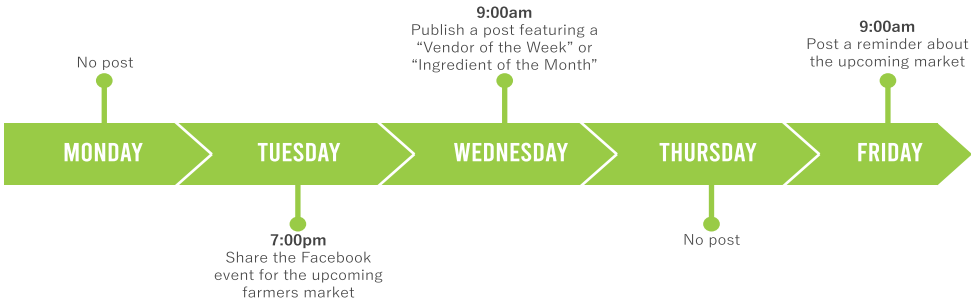 9:00am
Publish a post featuring a
“Vendor of the Week” or
“Ingredient of the Month”
9:00am
Post a reminder about
the upcoming market
No post
MONDAY
TUESDAY
WEDNESDAY
THURSDAY
FRIDAY
7:00pm
Share the Facebook
event for the upcoming
farmers market
No post